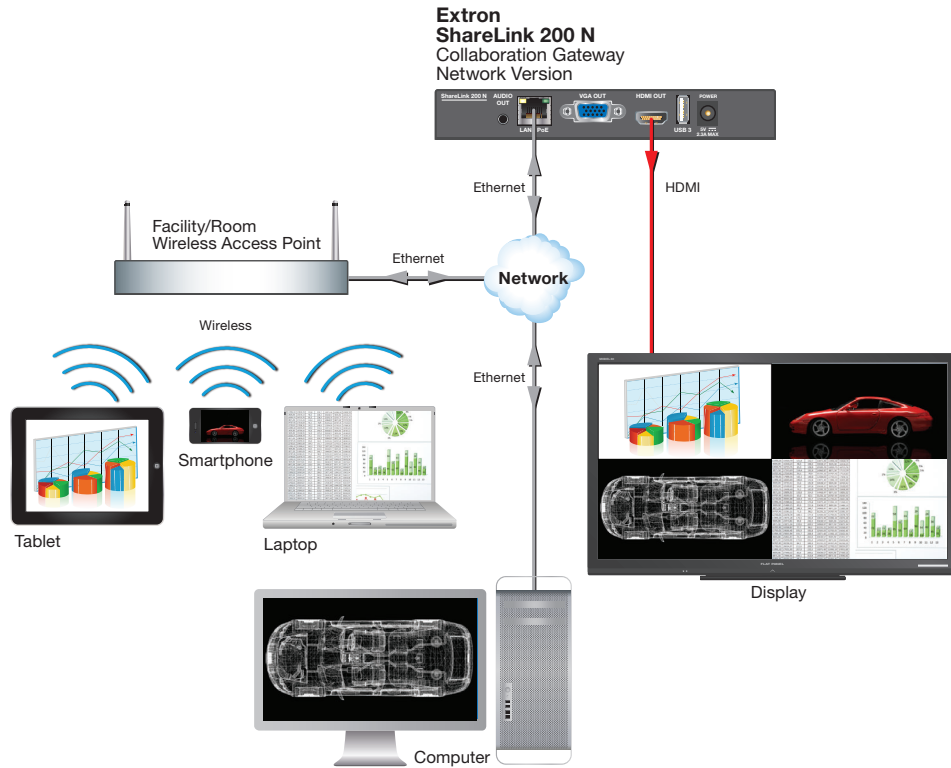 Extron
ShareLink 200 N
Collaboration Gateway
Network Version
ShareLink 200 N
AUDIO
OUT
LAN
PoE
VGA OUT
HDMI OUT
USB 3
POWER
5V
2.3A MAX
Ethernet
HDMI
Facility/Room
Wireless Access Point
Ethernet
Network
Wireless
Ethernet
Tablet
Smartphone
Laptop
FLAT PANEL
Display
Computer